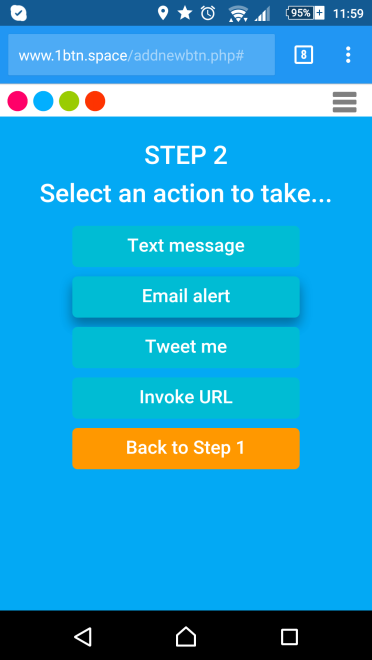 95% 11:59
www.1btn.space/addnewbtn.php#
8
STEP 2
Select an action to take...
Text message
Email alert
Tweet me
Invoke URL
Back to Step 1